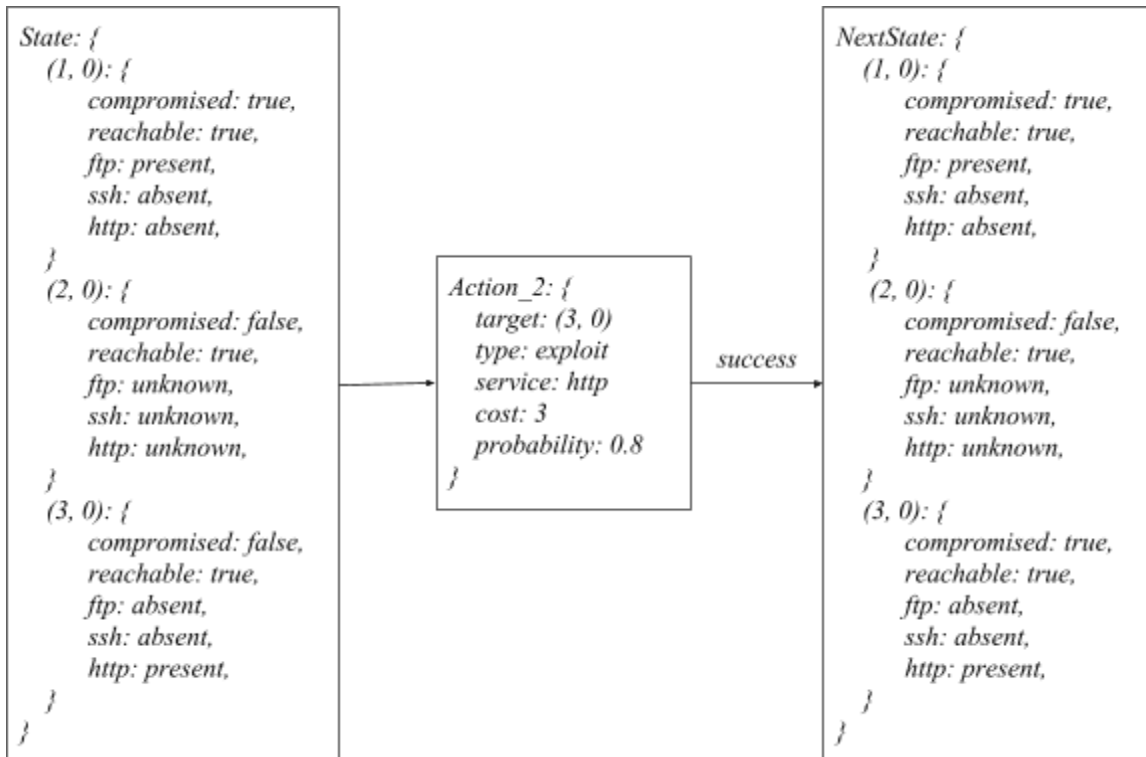 State: {
(1, 0): {
compromised: true,
reachable: true,
ftp: present,
ssh: absent,
http: absent,
}
(2, 0): {
compromised: false,
reachable: true,
ftp: unknown,
ssh: unknown,
http: unknown,
}
(3, 0): {
compromised: false,
reachable: true,
ftp: absent,
ssh: absent,
http: present,
}
}
Action_2: {
target: (3, 0)
type: exploit
service: http
cost: 3
probability: 0.8
}
success
NextState: {
(1, 0): {
compromised: true,
reachable: true,
ftp: present,
ssh: absent,
http: absent,
}
(2, 0): {
compromised: false,
reachable: true,
ftp: unknown,
ssh: unknown,
http: unknown,
}
(3, 0): {
compromised: true,
reachable: true,
ftp: absent,
ssh: absent,
http: present,
}
}